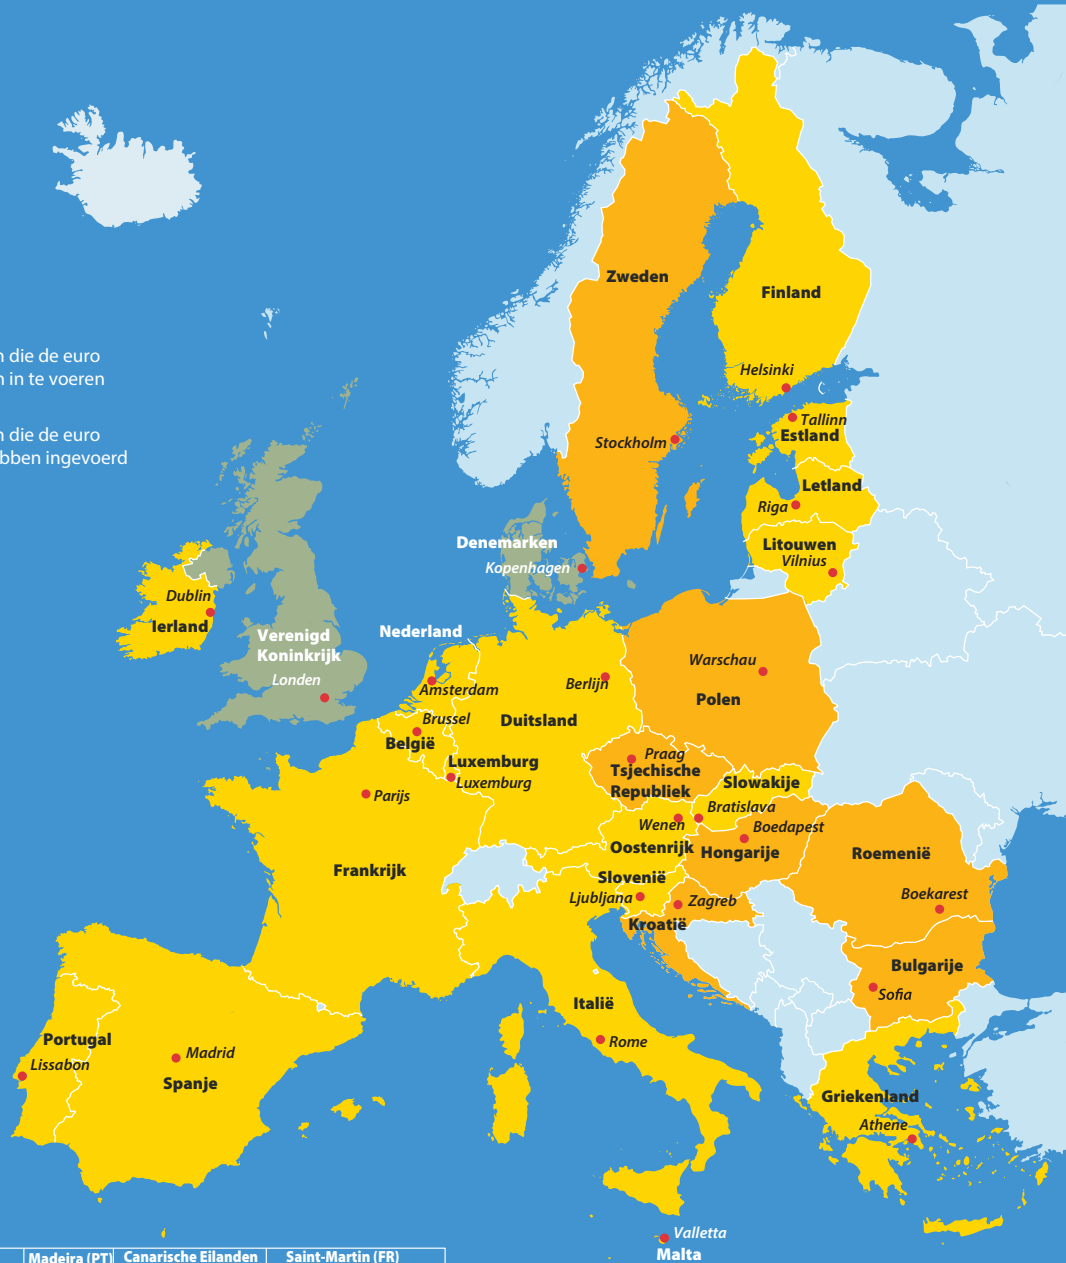 Zweden
Finland
n die de euro
n in te voeren
Helsinki
Tallinn
Estland
n die de euro
bben ingevoerd
Stockholm
Letland
Riga
Denemarken
Kopenhagen
Litouwen
Vilnius
Dublin
Ierland
Verenigd
Koninkrijk
Londen
Nederland
Amsterdam
Berlijn
Warschau
Polen
Brussel
België
Duitsland
Luxemburg
Luxemburg
Praag
Tsjechische
Republiek
Slowakije
Parijs
Bratislava
Wenen
Boedapest
Oostenrijk
Hongarije
Roemenië
Frankrijk
Slovenië
Ljubljana
Zagreb
Boekarest
Kroatië
Bulgarije
Sofia
Italië
Rome
Portugal
Lissabon
Madrid
Spanje
Griekenland
Athene
Valletta
Malta
Madeira (PT)
Canarische Eilanden
Saint-Martin (FR)